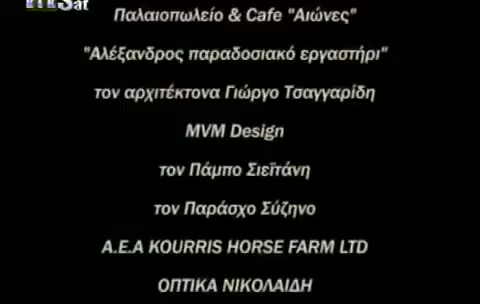 Sat
Παλαιοπωλείο & Cafe "Αιώνες"
"Αλέξανδρος παραδοσιακό εργαστήρι"
τον αρχιτέκτονα Γιώργο Τσαγγαρίδη
MVM Design
τον Πάμπο Σιεϊτάνη
τον Παράσχο Σύζηνο
A.E.A KOURRIS HORSE FARM LTD
ΟΠΤΙΚΑ ΝΙΚΟΛΑΙΔΗ